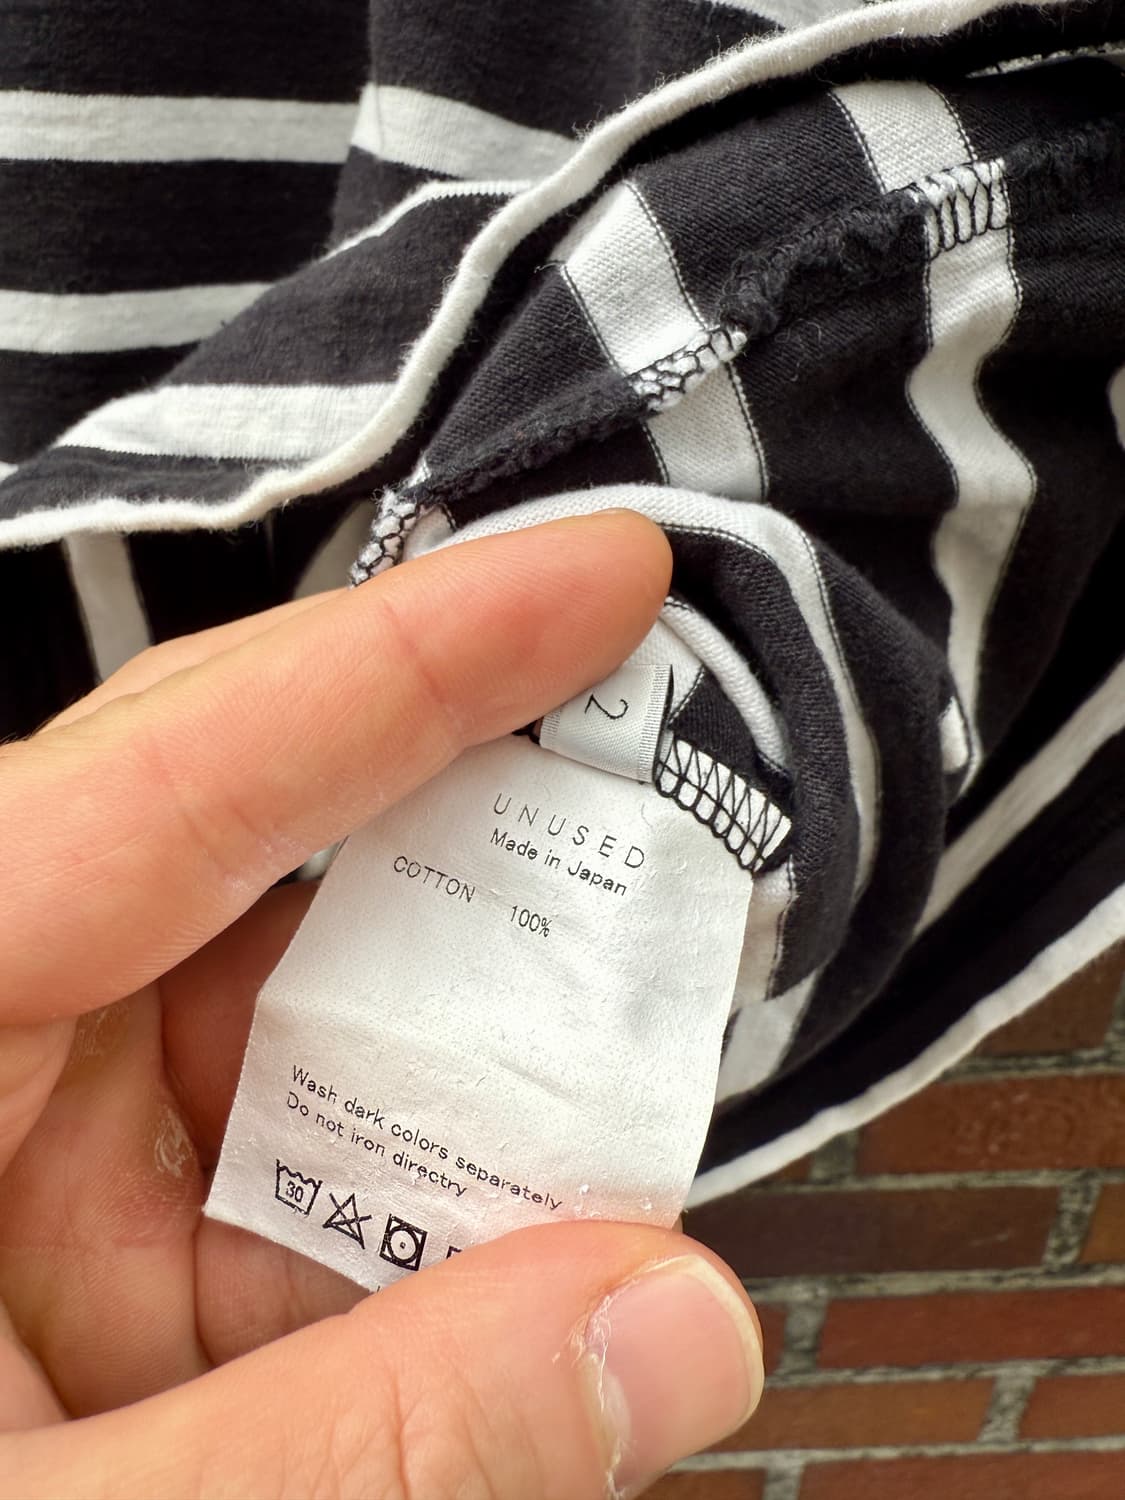 2
UNUSED
Made in Japan
COTTON 100%
Wash dark colors separately
Do not iron directry
30